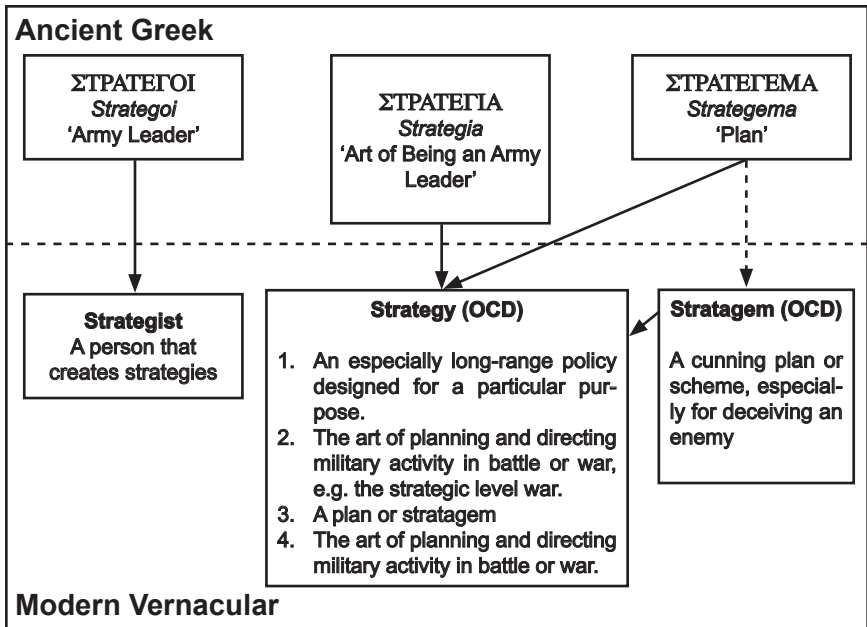 Ancient Greek
ΣΤΡΑΤΕΓΟΙ
Strategoi
‘Army Leader’
ΣΤΡΑΤΕΓΙΑ
Strategia
‘Art of Being an Army
Leader’
ΣΤΡΑΤΕΓΕΜΑ
Strategema
‘Plan’
Strategist
A person that
creates strategies
Strategy (OCD)
1. An especially long-range policy
designed for a particular pur-
pose.
2. The art of planning and directing
military activity in battle or war,
e.g. the strategic level war.
3. A plan or stratagem
4. The art of planning and directing
military activity in battle or war.
Stratagem (OCD)
A cunning plan or
scheme, especial-
ly for deceiving an
enemy
Modern Vernacular